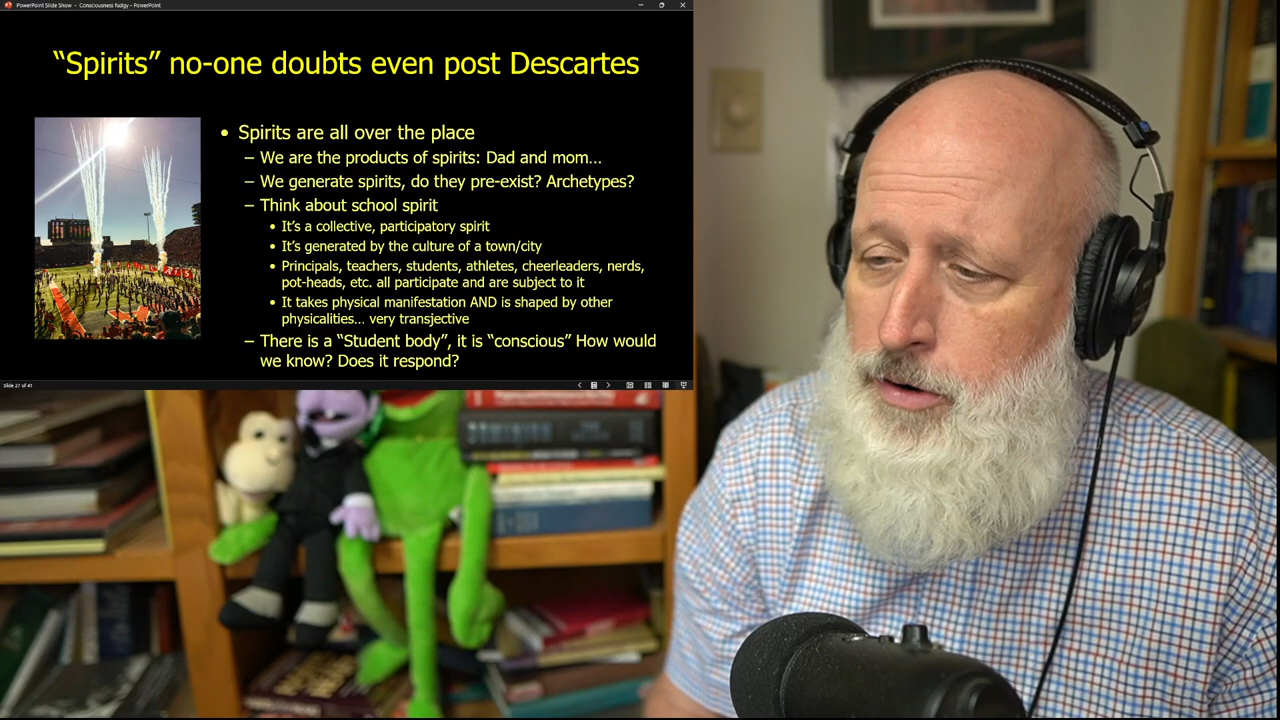 PowerPoint Slide Show - Consciousness fudgy - PowerPoint
“Spirits” no-one doubts even post Descartes
• Spirits are all over the place
– We are the products of spirits: Dad and mom…
– We generate spirits, do they pre-exist? Archetypes?
– Think about school spirit
• It’s a collective, participatory spirit
• It’s generated by the culture of a town/city
• Principals, teachers, students, athletes, cheerleaders, nerds,
pot-heads, etc. all participate and are subject to it
• It takes physical manifestation AND is shaped by other
physicalities… very transjective
– There is a “Student body”, it is “conscious” How would
we know? Does it respond?
Slide 27 of 41